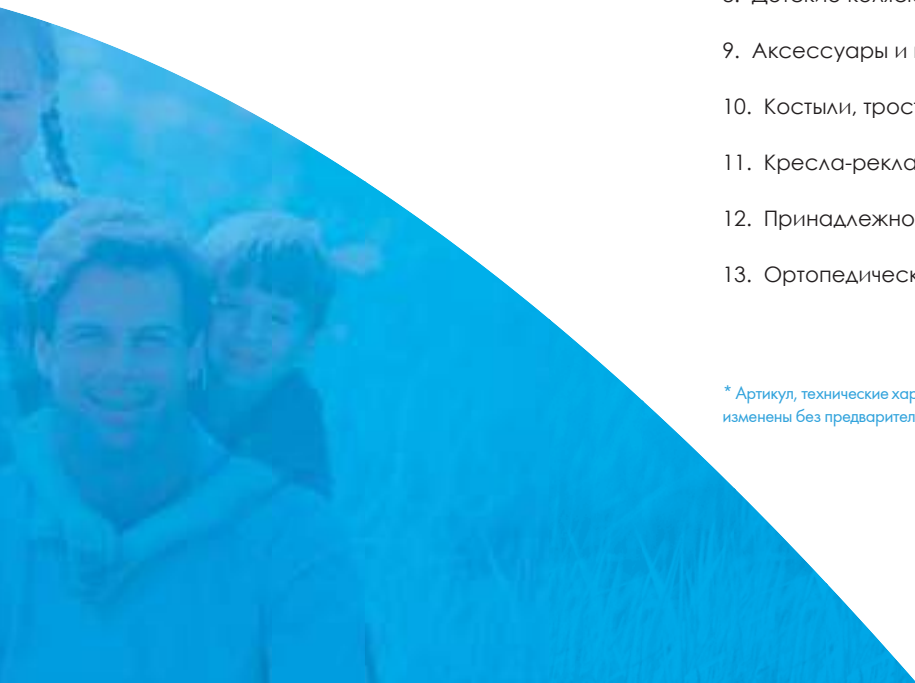 9. Аксессуары и
10. Костыли, трост
11. Кресла-рекла
12. Принадлежно
13. Ортопедическ
* Артикул, технические хар
изменены без предварител